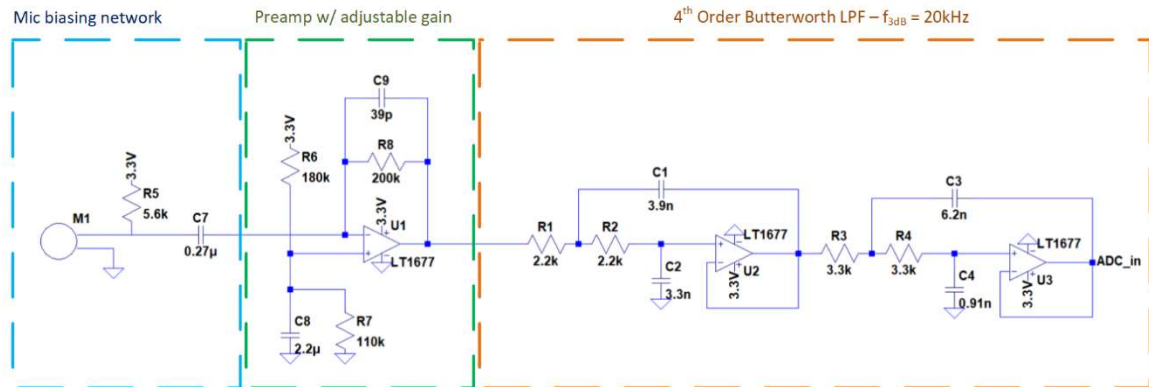 Mic biasing network
Preamp w/ adjustable gain
4th Order Butterworth LPF – f3dB = 20kHz
M1
3.3V
R5
5.6k
C7
0.27µ
3.3V
R6
180k
C9
39p
R8
200k
3.3V
U1
LT1677
C8
2.2µ
R7
110k
R1
2.2k
C1
3.9n
R2
2.2k
C2
3.3n
LT1677
U2
3.3V
R3
3.3k
C3
6.2n
R4
3.3k
C4
0.91n
LT1677
U3
3.3V
ADC_in